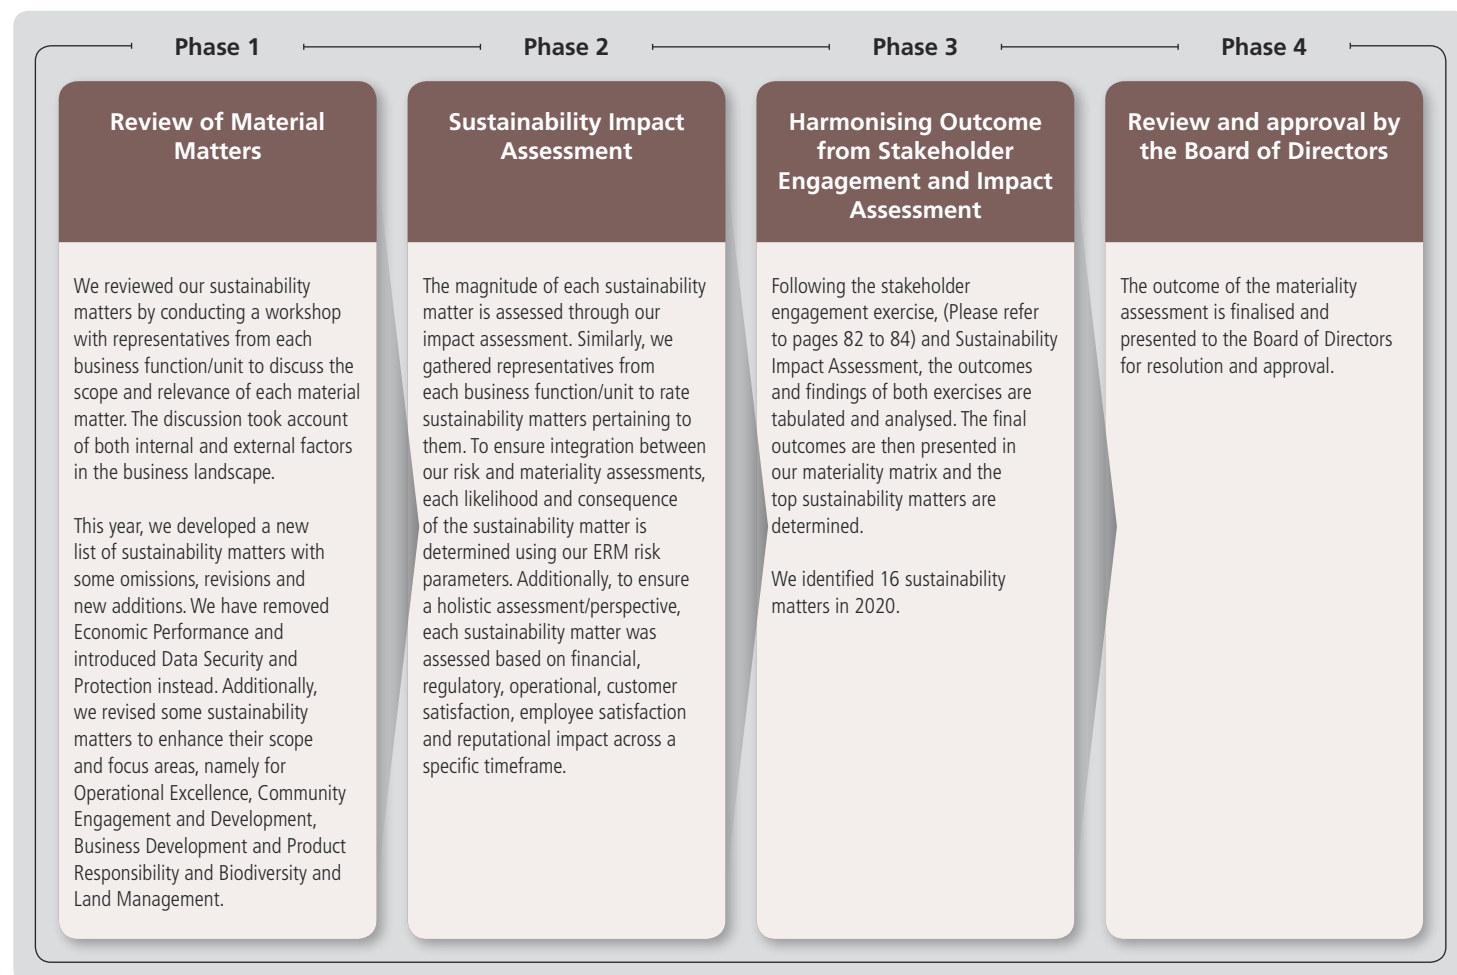 Phase 1
Phase 2
Phase 3
Phase 4
Review of Material
Matters
We reviewed our sustainability
matters by conducting a workshop
with representatives from each
business function/unit to discuss the
scope and relevance of each material
matter. The discussion took account
of both internal and external factors
in the business landscape.
This year, we developed a new
list of sustainability matters with
some omissions, revisions and
new additions. We have removed
Economic Performance and
introduced Data Security and
Protection instead. Additionally,
we revised some sustainability
matters to enhance their scope
and focus areas, namely for
Operational Excellence, Community
Engagement and Development,
Business Development and Product
Responsibility and Biodiversity and
Land Management.
Sustainability Impact
Assessment
The magnitude of each sustainability
matter is assessed through our
impact assessment. Similarly, we
gathered representatives from
each business function/unit to rate
sustainability matters pertaining to
them. To ensure integration between
our risk and materiality assessments,
each likelihood and consequence
of the sustainability matter is
determined using our ERM risk
parameters. Additionally, to ensure
a holistic assessment/perspective,
each sustainability matter was
assessed based on financial,
regulatory, operational, customer
satisfaction, employee satisfaction
and reputational impact across a
specific timeframe.
Harmonising Outcome
from Stakeholder
Engagement and Impact
Assessment
Following the stakeholder
engagement exercise, (Please refer
to pages 82 to 84) and Sustainability
Impact Assessment, the outcomes
and findings of both exercises are
tabulated and analysed. The final
outcomes are then presented in
our materiality matrix and the
top sustainability matters are
determined.
We identified 16 sustainability
matters in 2020.
Review and approval by
the Board of Directors
The outcome of the materiality
assessment is finalised and
presented to the Board of Directors
for resolution and approval.